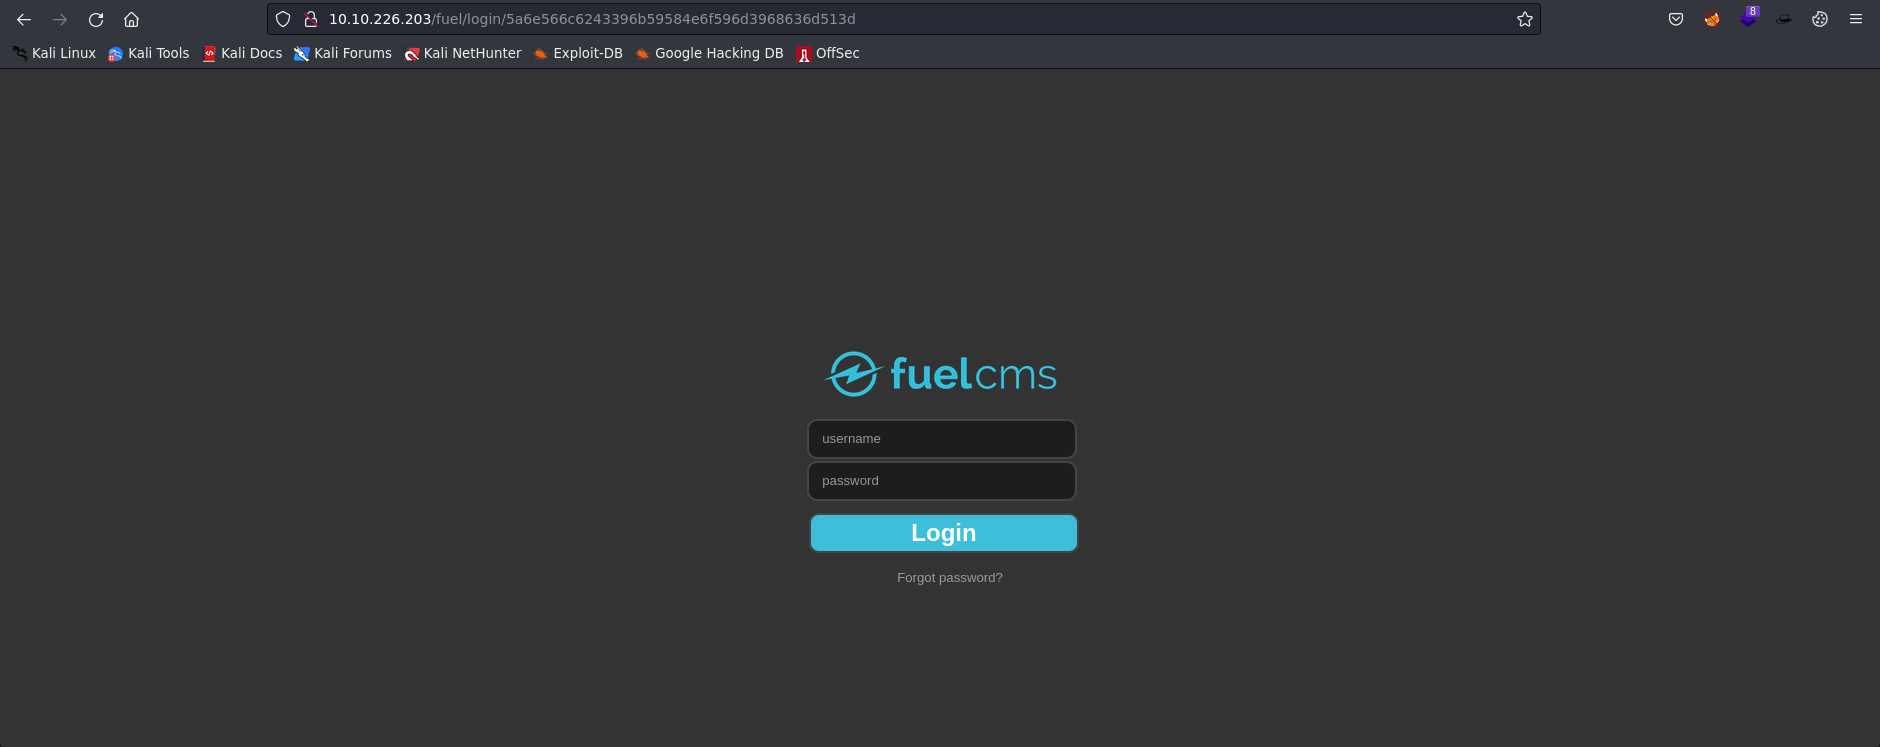 10.10.226.203/fuel/login/5a6e566c6243396b59584e6f596d3968636d513d
8
Kali Linux Kali Tools Kali Docs Kali Forums Kali NetHunter Exploit-DB Google Hacking DB OffSec
fuelcms
username
password
Login
Forgot password?